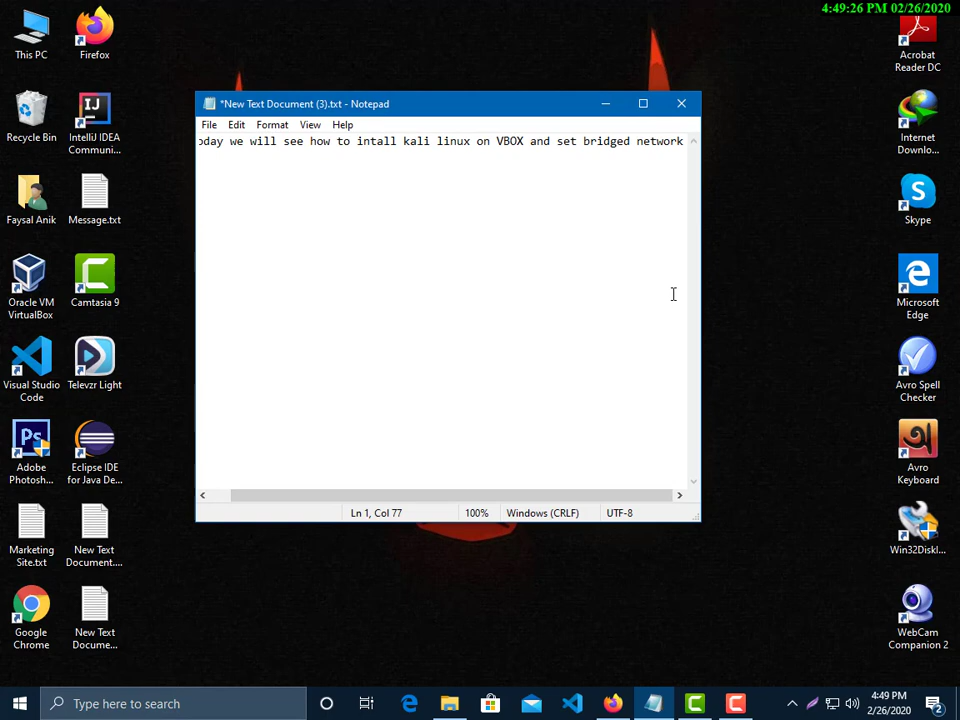 4:49:26 PM 02/26/2020
This PC
Firefox
Recycle Bin
IntelliJ IDEA
Communi...
Faysal Anik
Message.txt
Oracle VM
VirtualBox
Camtasia 9
Visual Studio
Code
Televzr Light
Ps
Adobe
Photosh...
Eclipse IDE
for Java De...
Marketing
Site.txt
New Text
Document....
Google
Chrome
New Text
Docume...
*New Text Document (3).txt - Notepad
File Edit Format View Help
oday we will see how to intall kali linux on VBOX and set bridged network
Ln 1, Col 77
100%
Windows (CRLF)
UTF-8
Acrobat
Reader DC
Internet
Downlo...
Skype
Microsoft
Edge
Avro Spell
Checker
অ
Avro
Keyboard
Win32Diskl...
WebCam
Companion 2
Type here to search
4:49 PM
2/26/2020
2